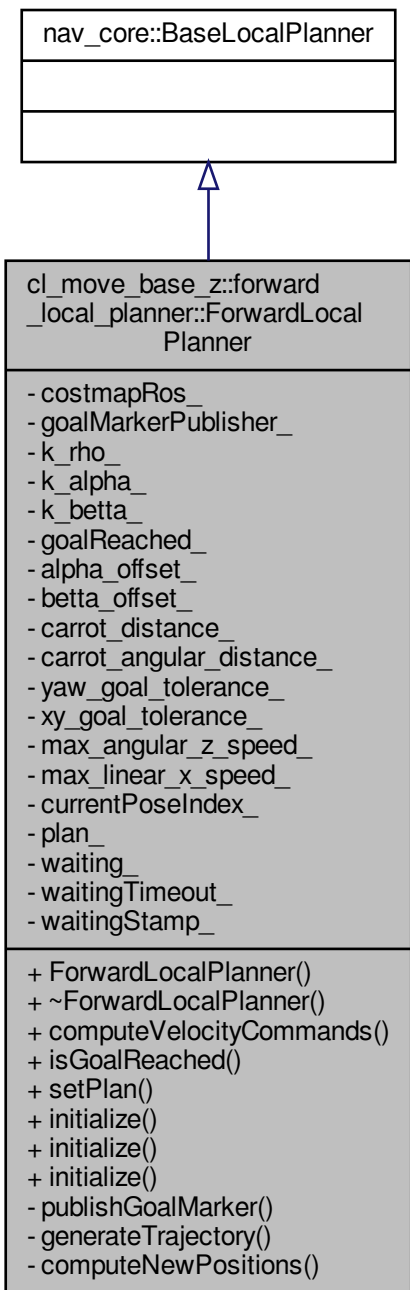 nav_core::BaseLocalPlanner
cl_move_base_z::forward
_local_planner::ForwardLocal
Planner
- costmapRos_
- goalMarkerPublisher_
- k_rho_
- k_alpha_
- k_betta_
- goalReached_
- alpha_offset_
- betta_offset_
- carrot_distance_
- carrot_angular_distance_
- yaw_goal_tolerance_
- xy_goal_tolerance_
- max_angular_z_speed_
- max_linear_x_speed_
- currentPoseIndex_
- plan_
- waiting_
- waitingTimeout_
- waitingStamp_
+ ForwardLocalPlanner()
+ ~ForwardLocalPlanner()
+ computeVelocityCommands()
+ isGoalReached()
+ setPlan()
+ initialize()
+ initialize()
+ initialize()
- publishGoalMarker()
- generateTrajectory()
- computeNewPositions()